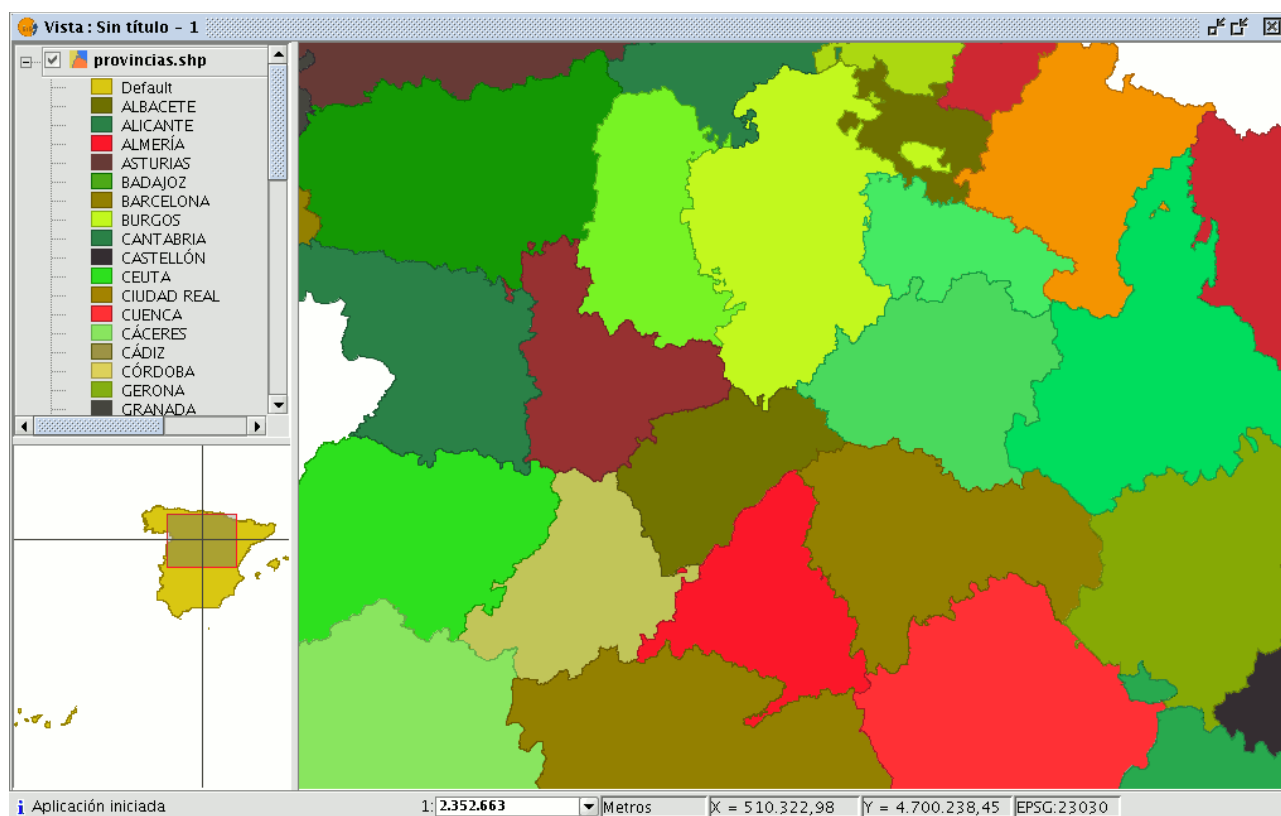 Vista : Sin título - 1
provincias.shp
Default
ALBACETE
ALICANTE
ALMERÍA
ASTURIAS
BADAJOZ
BARCELONA
BURGOS
CANTABRIA
CASTELLÓN
CEUTA
CIUDAD REAL
CUENCA
CÁCERES
CÁDIZ
CÓRDOBA
GERONA
GRANADA
Aplicación iniciada 1: 2.352.663 Metros X = 510.322,98 Y = 4.700.238,45 EPSG:23030